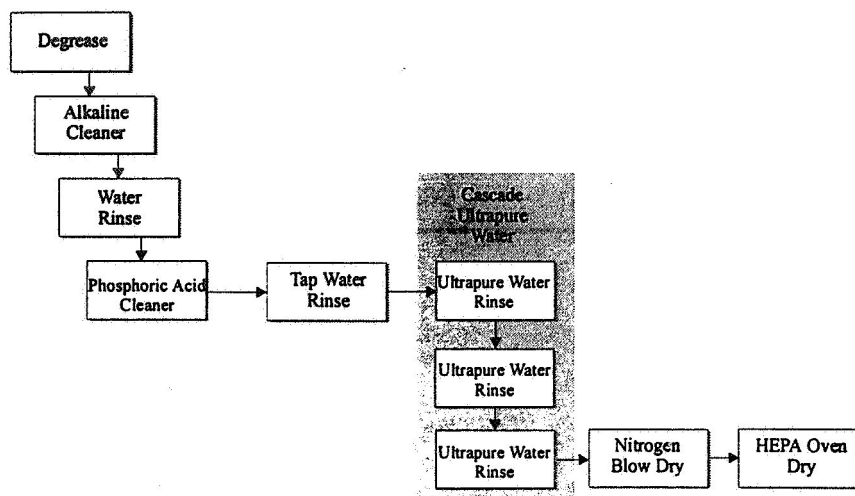 Degrease
Alkaline
Cleaner
Water
Rinse
Phosphoric Acid
Cleaner
Tap Water
Rinse
Cascade
Ultrapure
Water
Ultrapure Water
Rinse
Ultrapure Water
Rinse
Ultrapure Water
Rinse
Nitrogen
Blow Dry
HEPA Oven
Dry